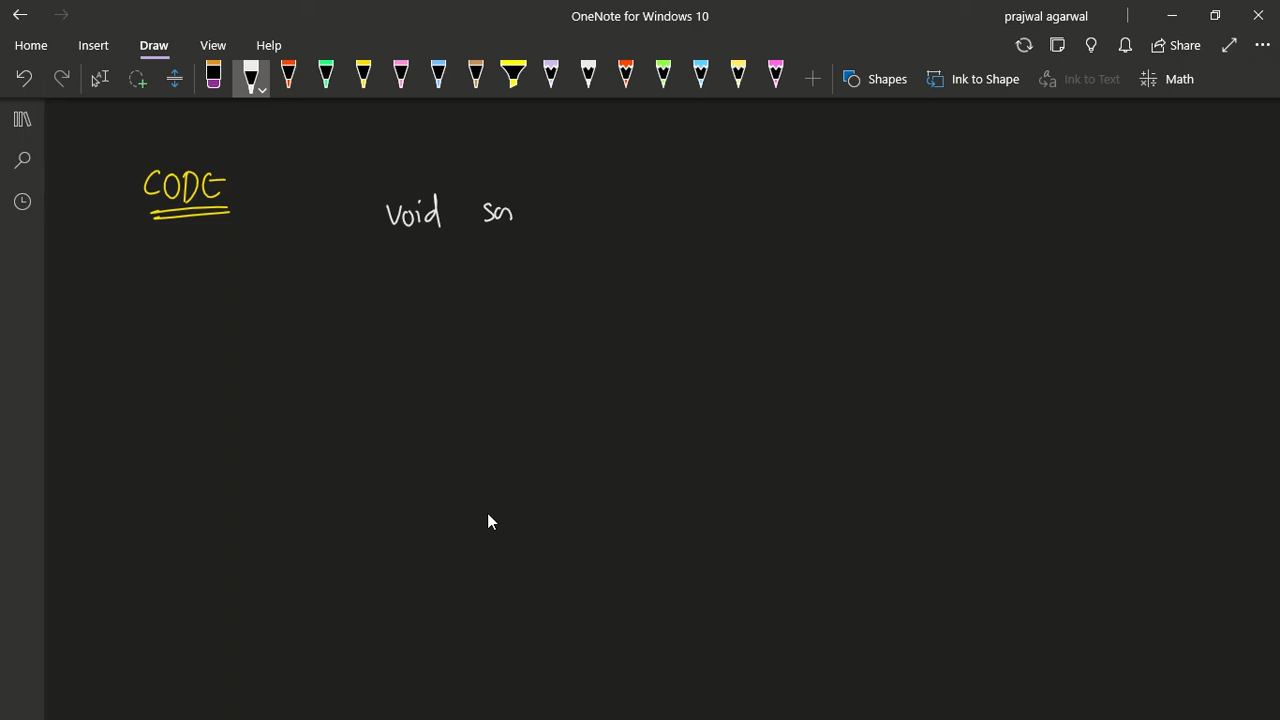 OneNote for Windows 10
prajwal agarwal
Home Insert Draw View Help
Share
Shapes Ink to Shape Ink to Text Math
CODE
void